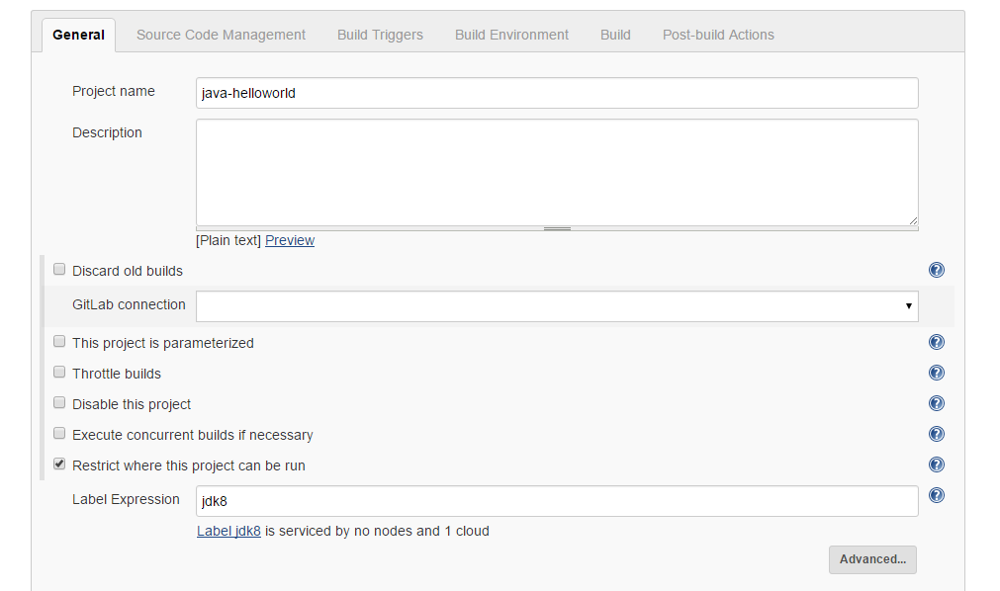 General Source Code Management Build Triggers Build Environment Build Post-build Actions
Project name java-helloworld
Description
[Plain text] Preview
Discard old builds
GitLab connection
This project is parameterized
Throttle builds
Disable this project
Execute concurrent builds if necessary
Restrict where this project can be run
Label Expression jdk8
Label jdk8 is serviced by no nodes and 1 cloud
Advanced...